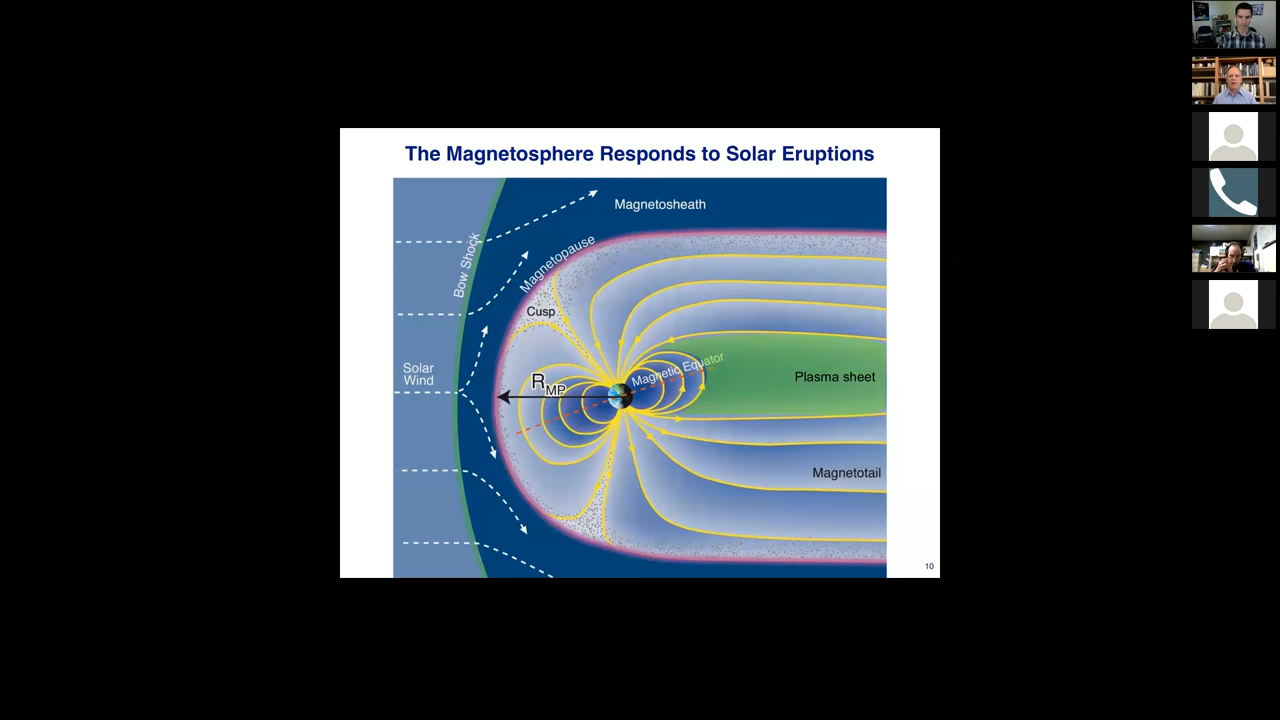 The Magnetosphere Responds to Solar Eruptions
Magnetosheath
Bow Shock
Magnetopause
Cusp
Solar
Wind
Magnetic Equator
RMP
Plasma sheet
Magnetotail
10